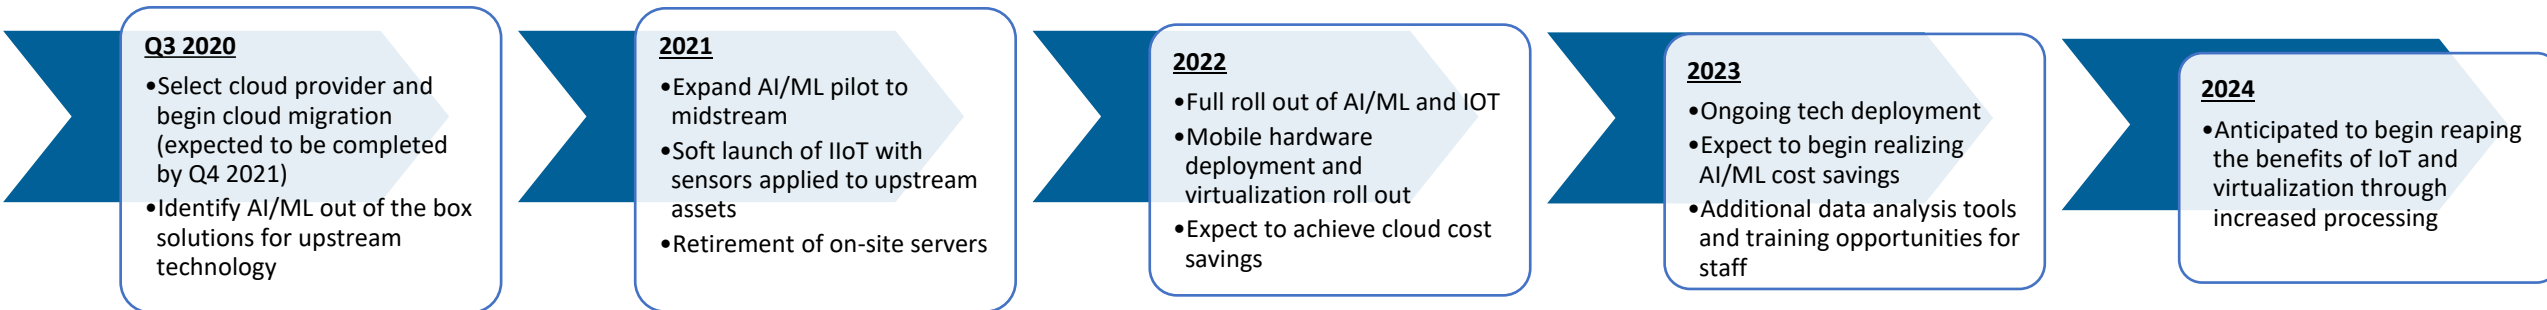 Q3 2020
•Select cloud provider and
begin cloud migration
(expected to be completed
by Q4 2021)
•Identify AI/ML out of the box
solutions for upstream
technology
2021
•Expand AI/ML pilot to
midstream
•Soft launch of IIoT with
sensors applied to upstream
assets
•Retirement of on-site servers
2022
•Full roll out of AI/ML and IOT
•Mobile hardware
deployment and
virtualization roll out
•Expect to achieve cloud cost
savings
2023
•Ongoing tech deployment
•Expect to begin realizing
AI/ML cost savings
•Additional data analysis tools
and training opportunities for
staff
2024
•Anticipated to begin reaping
the benefits of IoT and
virtualization through
increased processing